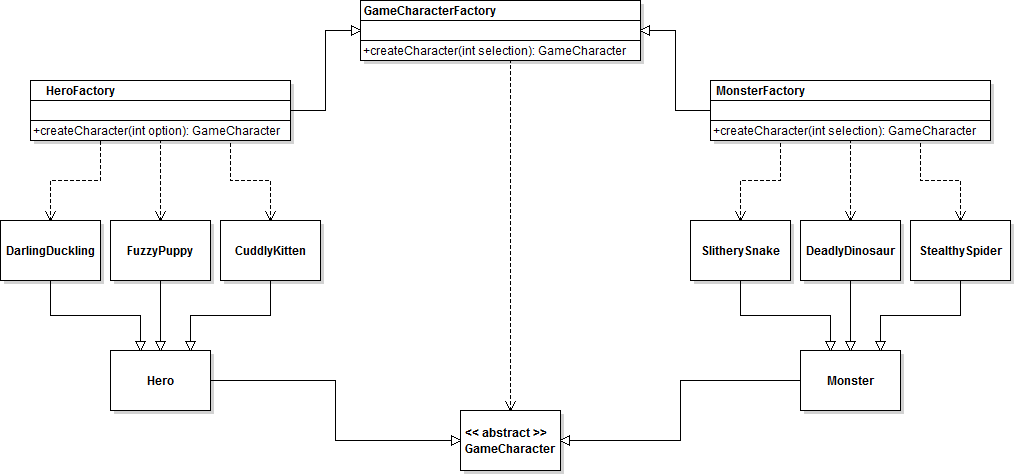 GameCharacterFactory
+createCharacter(int selection): GameCharacter
HeroFactory
+createCharacter(int option): GameCharacter
MonsterFactory
+createCharacter(int selection): GameCharacter
DarlingDuckling
FuzzyPuppy
CuddlyKitten
SlitherySnake
DeadlyDinosaur
StealthySpider
Hero
Monster
<< abstract >>
GameCharacter